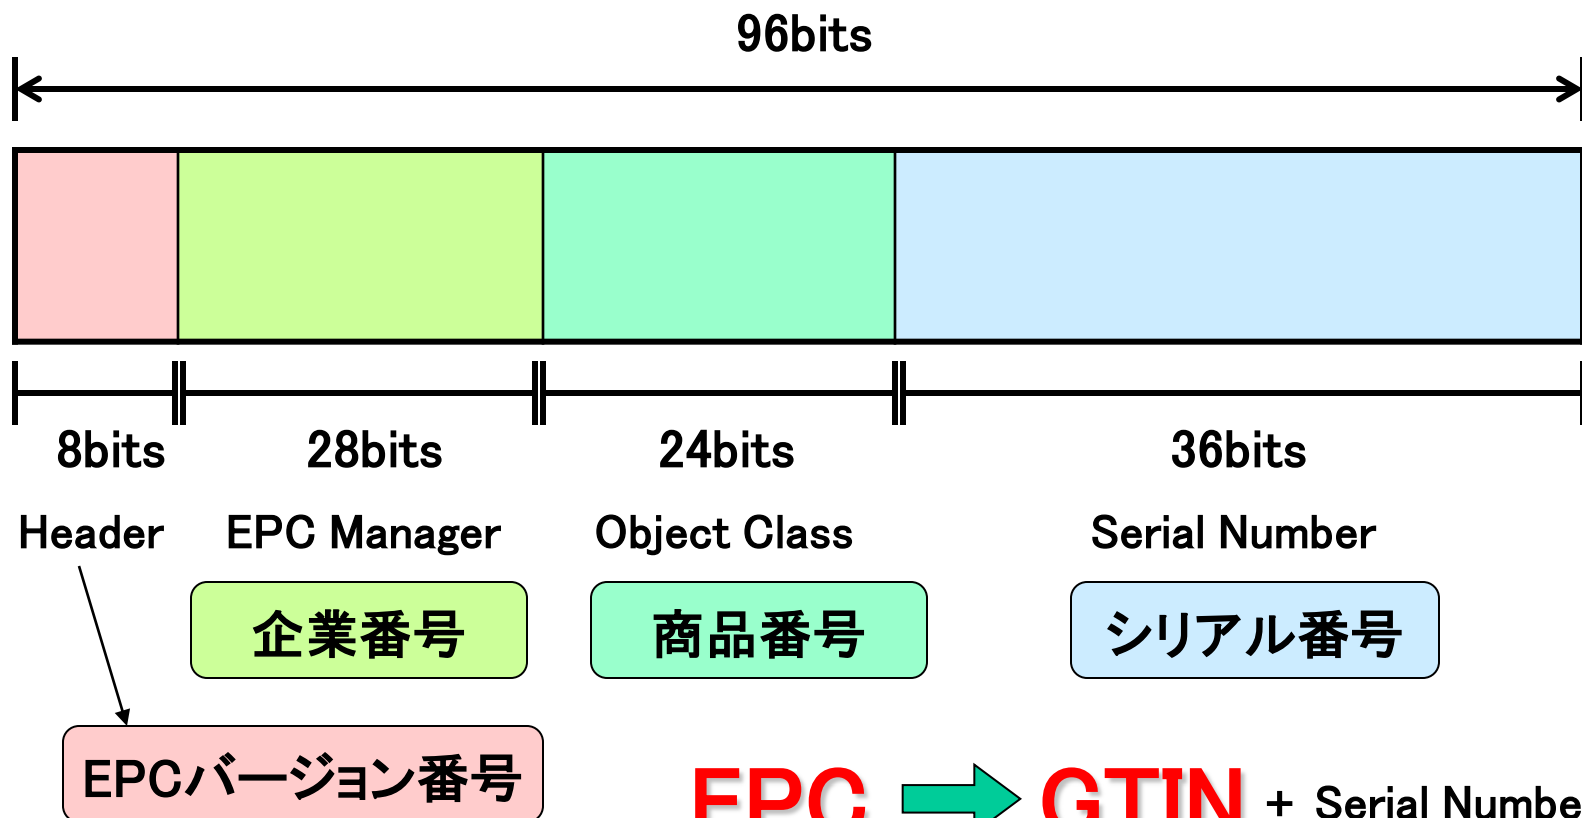 96bits
8bits 28bits 24bits 36bits
Header EPC Manager Object Class Serial Number
企業番号 商品番号 シリアル番号
EPCバージョン番号
EPC GTIN + Serial Numbe